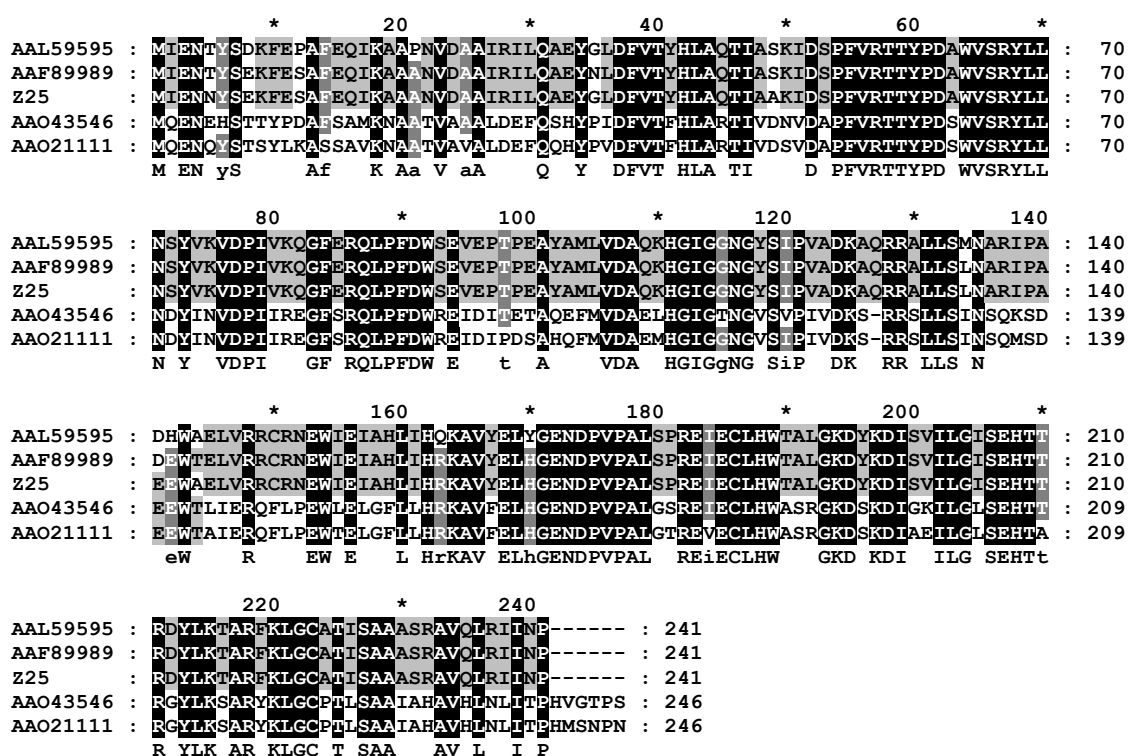 * 20 * 40 * 60 *
AAL59595 : MIENTYSDKFEPAFEQIKAAPNVDAAIRILQAEYGLDFVTYHLAQTIASKIDSPFVRTTYPDAWVSRYLL : 70
AAF89989 : MIENTYSEKFESAFEQIKAAANVDAAIRILQAEYNLDFVTYHLAQTIASKIDSPFVRTTYPDAWVSRYLL : 70
Z25 : MIENNYSEKFESAFEQIKAAANVDAAIRILQAEYGLDFVTYHLAQTIAAKIDSPFVRTTYPDAWVSRYLL : 70
AAO43546 : MQENEHSTTYPDAFSAMKNAATVAAALDEFQSHYPIDFVTFHLARTIVDNVDAPFVRTTYPDSWVSRYLL : 70
AAO21111 : MQENQYSTSYLKASSAVKNAATVAVALDEFQQHYPVDFVTFHLARTIVDSVDAPFVRTTYPDSWVSRYLL : 70
M EN yS Af K Aa V aA Q Y DFVT HLA TI D PFVRTTYPD WVSRYLL
80 * 100 * 120 * 140
AAL59595 : NSYVKVDPIVKQGFERQLPFDWSEVEPTPEAYAMLVDAQKHGIGGNGYSIPVADKAQRRALLSMNARIPA : 140
AAF89989 : NSYVKVDPIVKQGFERQLPFDWSEVEPTPEAYAMLVDAQKHGIGGNGYSIPVADKAQRRALLSLNARIPA : 140
Z25 : NSYVKVDPIVKQGFERQLPFDWSEVEPTPEAYAMLVDAQKHGIGGNGYSIPVADKAQRRALLSLNARIPA : 140
AAO43546 : NDYINVDPIIREGFSRQLPFDWREIDITETAQEFMVDAELHGIGTNGVSVPIVDKS-RRSLLSINSQKSD : 139
AAO21111 : NDYINVDPIIREGFSRQLPFDWREIDIPDSAHQFMVDAEMHGIGGNGVSIPIVDKS-RRSLLSINSQMSD : 139
N Y VDPI GF RQLPFDW E t A VDA HGIGgNG SiP DK RR LLS N
* 160 * 180 * 200 *
AAL59595 : DHWAELVRRCRNEWIEIAHLIHQKAVYELYGENDPVPALSPREIECLHWTALGKDYKDISVILGISEHTT : 210
AAF89989 : DEWTELVRRCRNEWIEIAHLIHRKAVYELHGENDPVPALSPREIECLHWTALGKDYKDISVILGISEHTT : 210
Z25 : EEWAELVRRCRNEWIEIAHLIHRKAVYELHGENDPVPALSPREIECLHWTALGKDYKDISVILGISEHTT : 210
AAO43546 : EEWTLIERQFLPEWLELGFLLHRKAVFELHGENDPVPALGSREIECLHWASRGKDSKDIGKILGLSEHTT : 209
AAO21111 : EEWTAIERQFLPEWTELGFLLHRKAVFELHGENDPVPALGTREVECLHWASRGKDSKDIAEILGLSEHTA : 209
eW R EW E L HrKAV ELhGENDPVPAL REiECLHW GKD KDI ILG SEHTt
220 * 240
AAL59595 : RDYLKTARFKLGCATISAAASRAVQLRIINP------ : 241
AAF89989 : RDYLKTARFKLGCATISAAASRAVQLRIINP------ : 241
Z25 : RDYLKTARFKLGCATISAAASRAVQLRIINP------ : 241
AAO43546 : RGYLKSARYKLGCPTLSAAIAHAVHLNLITPHVGTPS : 246
AAO21111 : RGYLKSARYKLGCPTLSAAIAHAVHLNLITPHMSNPN : 246
R YLK AR KLGC T SAA AV L I P